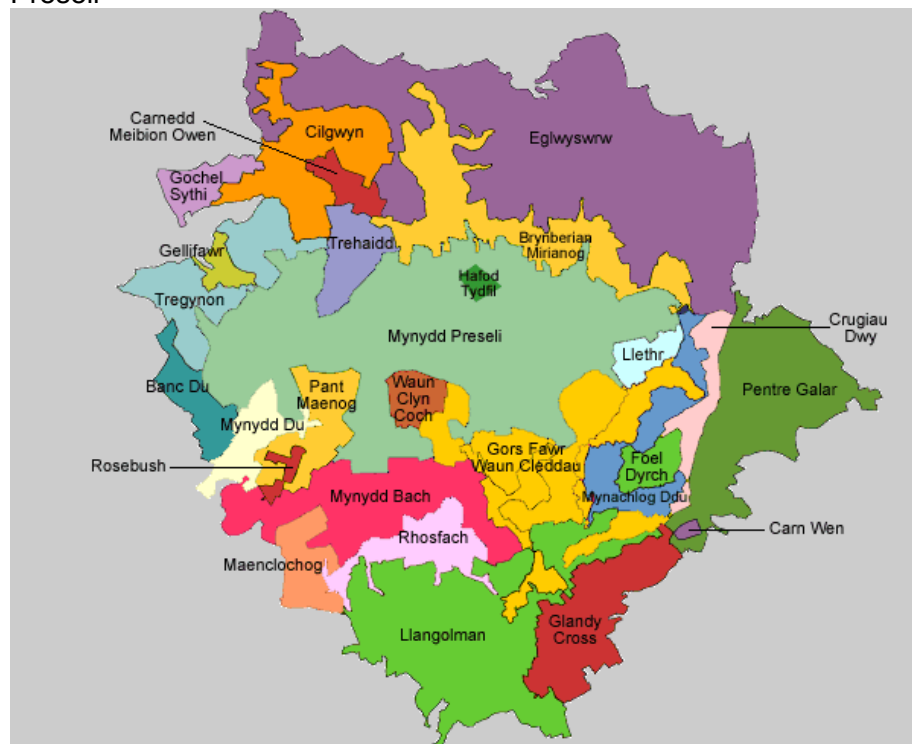 Carnedd
Meibion Owen
Cilgwyn
Eglwyswrw
Gochel
Sythi
Trehaidd
Brynberian
Mirianog
Gellifawr
Hafod
Tydfil
Tregynon
Crugiau
Dwy
Mynydd Preseli
Llethr
Banc Du
Pant
Maenog
Waun
Clyn
Coch
Pentre Galar
Mynydd Du
Gors Fawr
Waun Cleddau
Foel
Dyrch
Rosebush
Mynydd Bach
Mynachlog Ddu
Rhosfach
Carn Wen
Maenclochog
Glandy
Cross
Llangolman